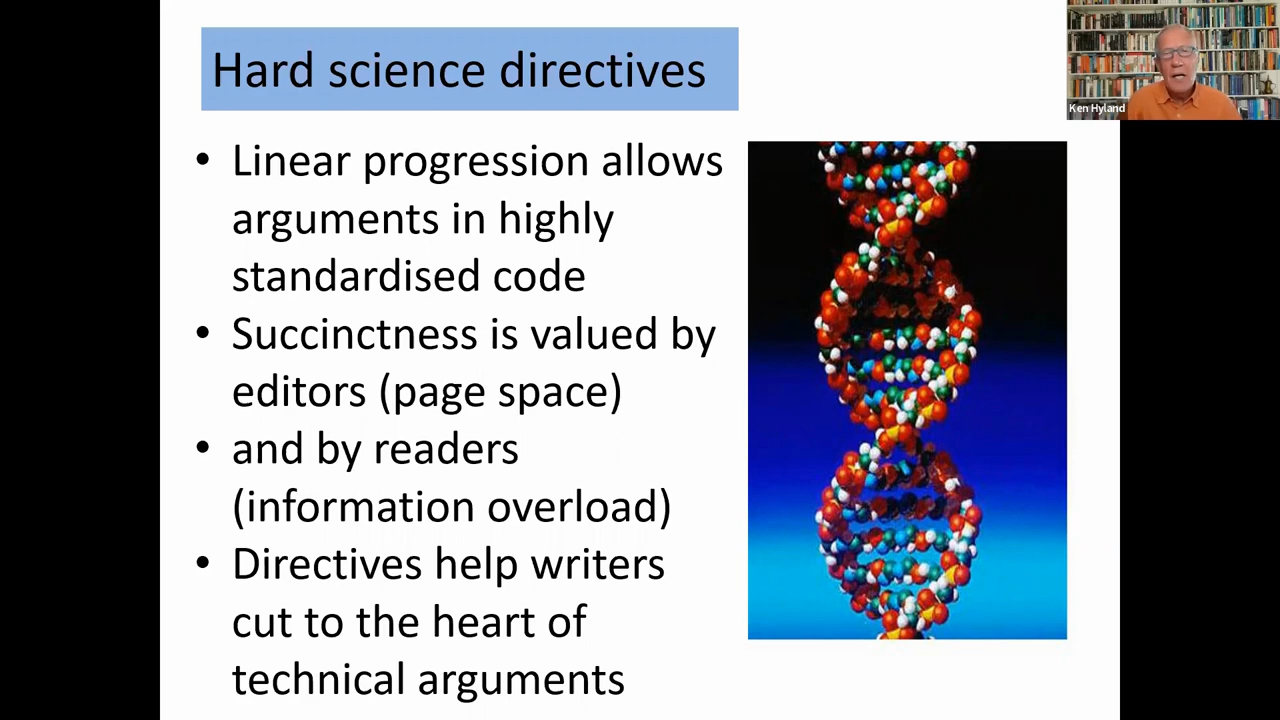 Hard science directives
Ken Hyland
• Linear progression allows
arguments in highly
standardised code
• Succinctness is valued by
editors (page space)
• and by readers
(information overload)
• Directives help writers
cut to the heart of
technical arguments